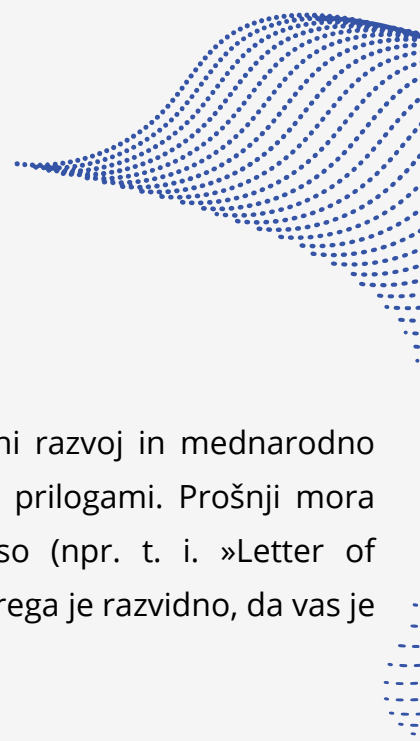 ni razvoj in mednarodno
prilogami. Prošnji mora
so (npr. t. i. »Letter of
rega je razvidno, da vas je